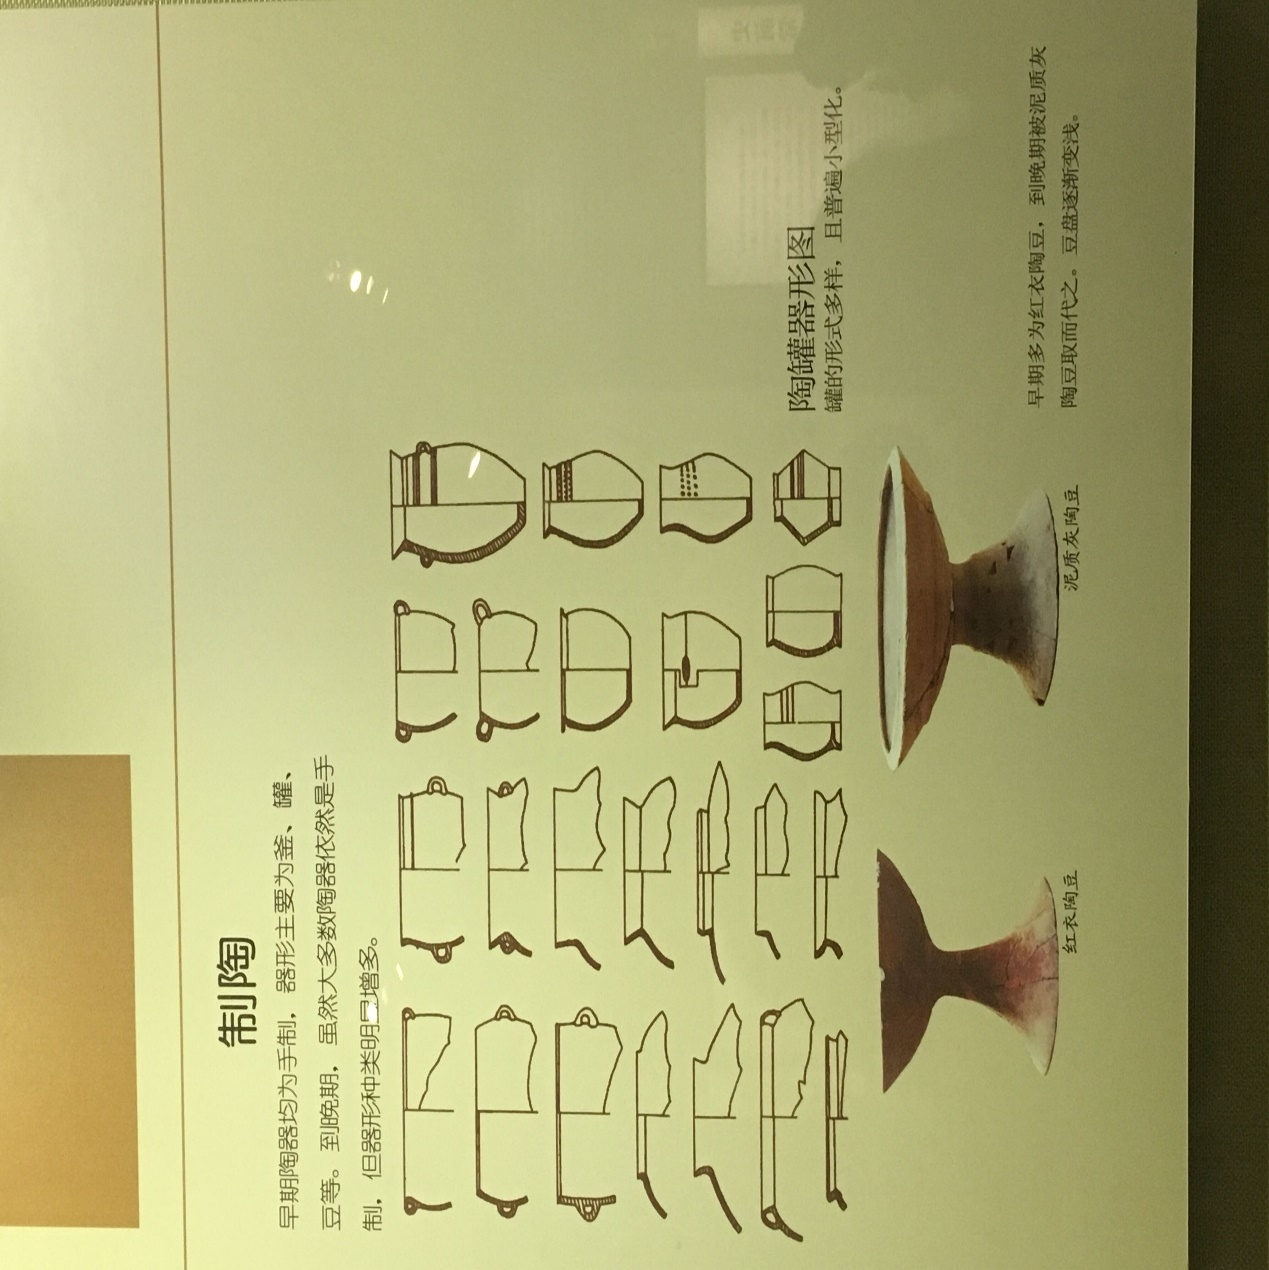 制陶
早期陶器均为手制，器形主要为釜、罐、
豆等。到晚期，虽然大多数陶器依然是手
制，但器形种类明显增多。
陶罐器形图
罐的形式多样，且普遍小型化。
红衣陶豆
泥质灰陶豆
早期多为红衣陶豆，到晚期被泥质灰
陶豆取而代之。豆盘逐渐变浅。